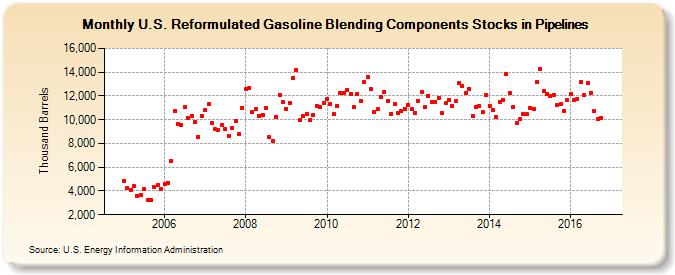 Monthly U.S. Reformulated Gasoline Blending Components Stocks in Pipelines
Thousand Barrels
16,000
14,000
12,000
10,000
8,000
6,000
4,000
2,000
2006 2008 2010 2012 2014 2016
Source: U.S. Energy Information Administration